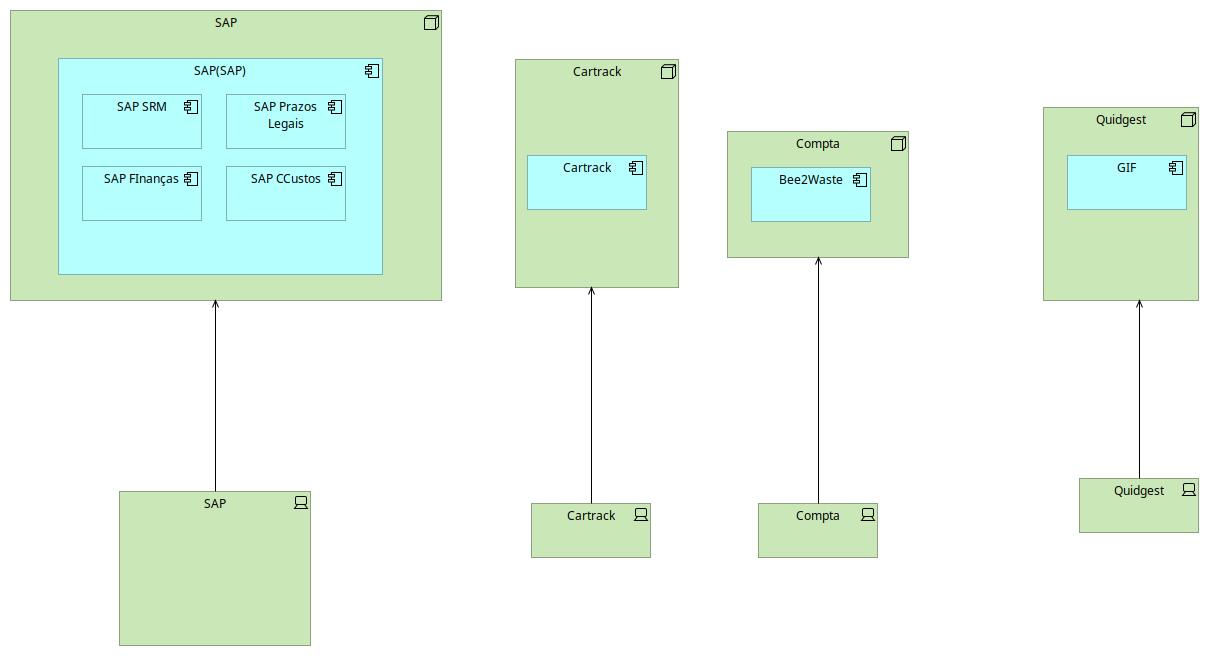 SAP
SAP(SAP)
SAP SRM
SAP Prazos
Legais
SAP FInanças
SAP CCustos
Cartrack
Cartrack
Compta
Bee2Waste
Quidgest
GIF
SAP
Cartrack
Compta
Quidgest